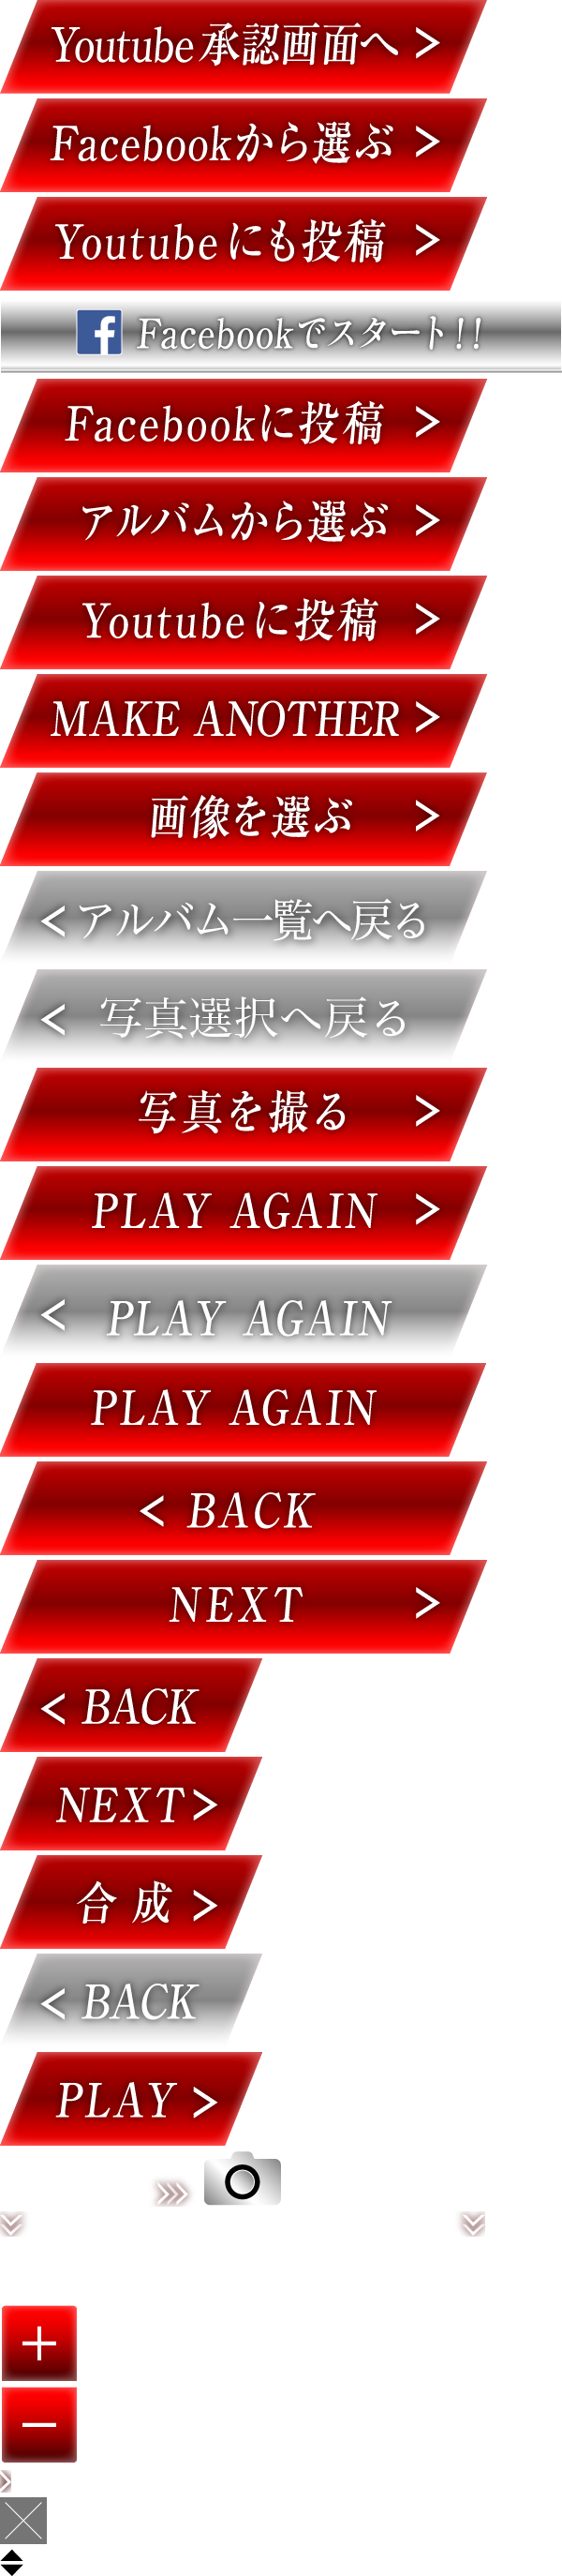 Youtube承認画面へ >
Facebookから選ぶ >
Youtubeにも投稿 >
f Facebookでスタート!!
Facebookに投稿 >
アルバムから選ぶ >
Youtubeに投稿 >
MAKE ANOTHER >
画像を選ぶ >
< アルバム一覧へ戻る
< 写真選択へ戻る
写真を撮る >
PLAY AGAIN >
< PLAY AGAIN
PLAY AGAIN
< BACK
NEXT >
< BACK
NEXT >
合成 >
< BACK
PLAY >
+
−